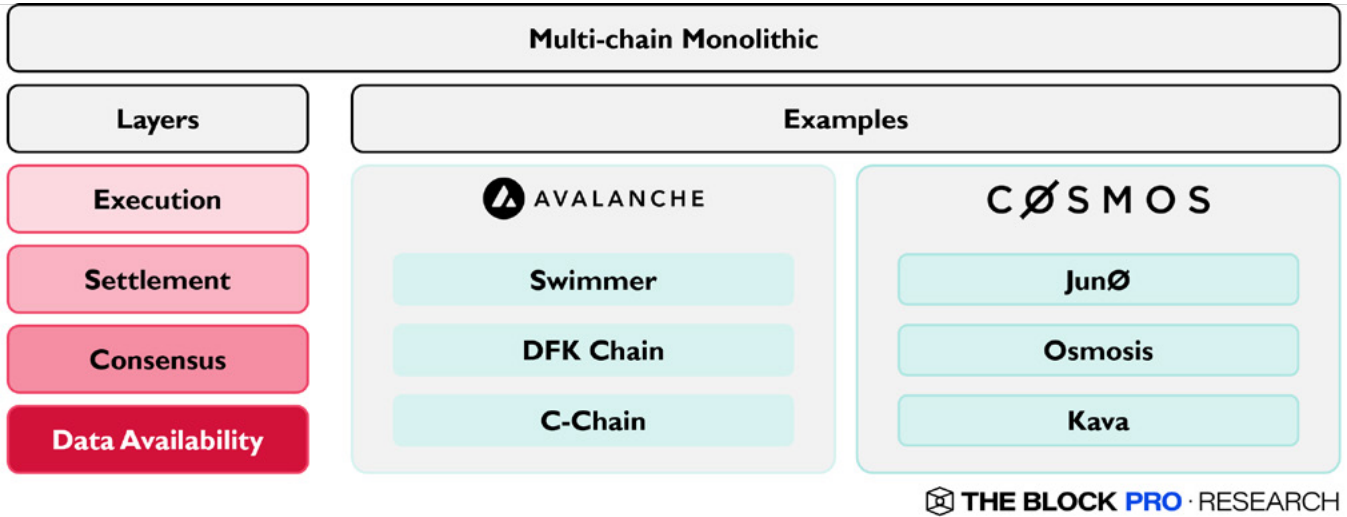 Multi-chain Monolithic
Layers
Examples
Execution
Settlement
Consensus
Data Availability
AVALANCHE
Swimmer
DFK Chain
C-Chain
CØSMOS
JunØ
Osmosis
Kava
THE BLOCK PRO · RESEARCH